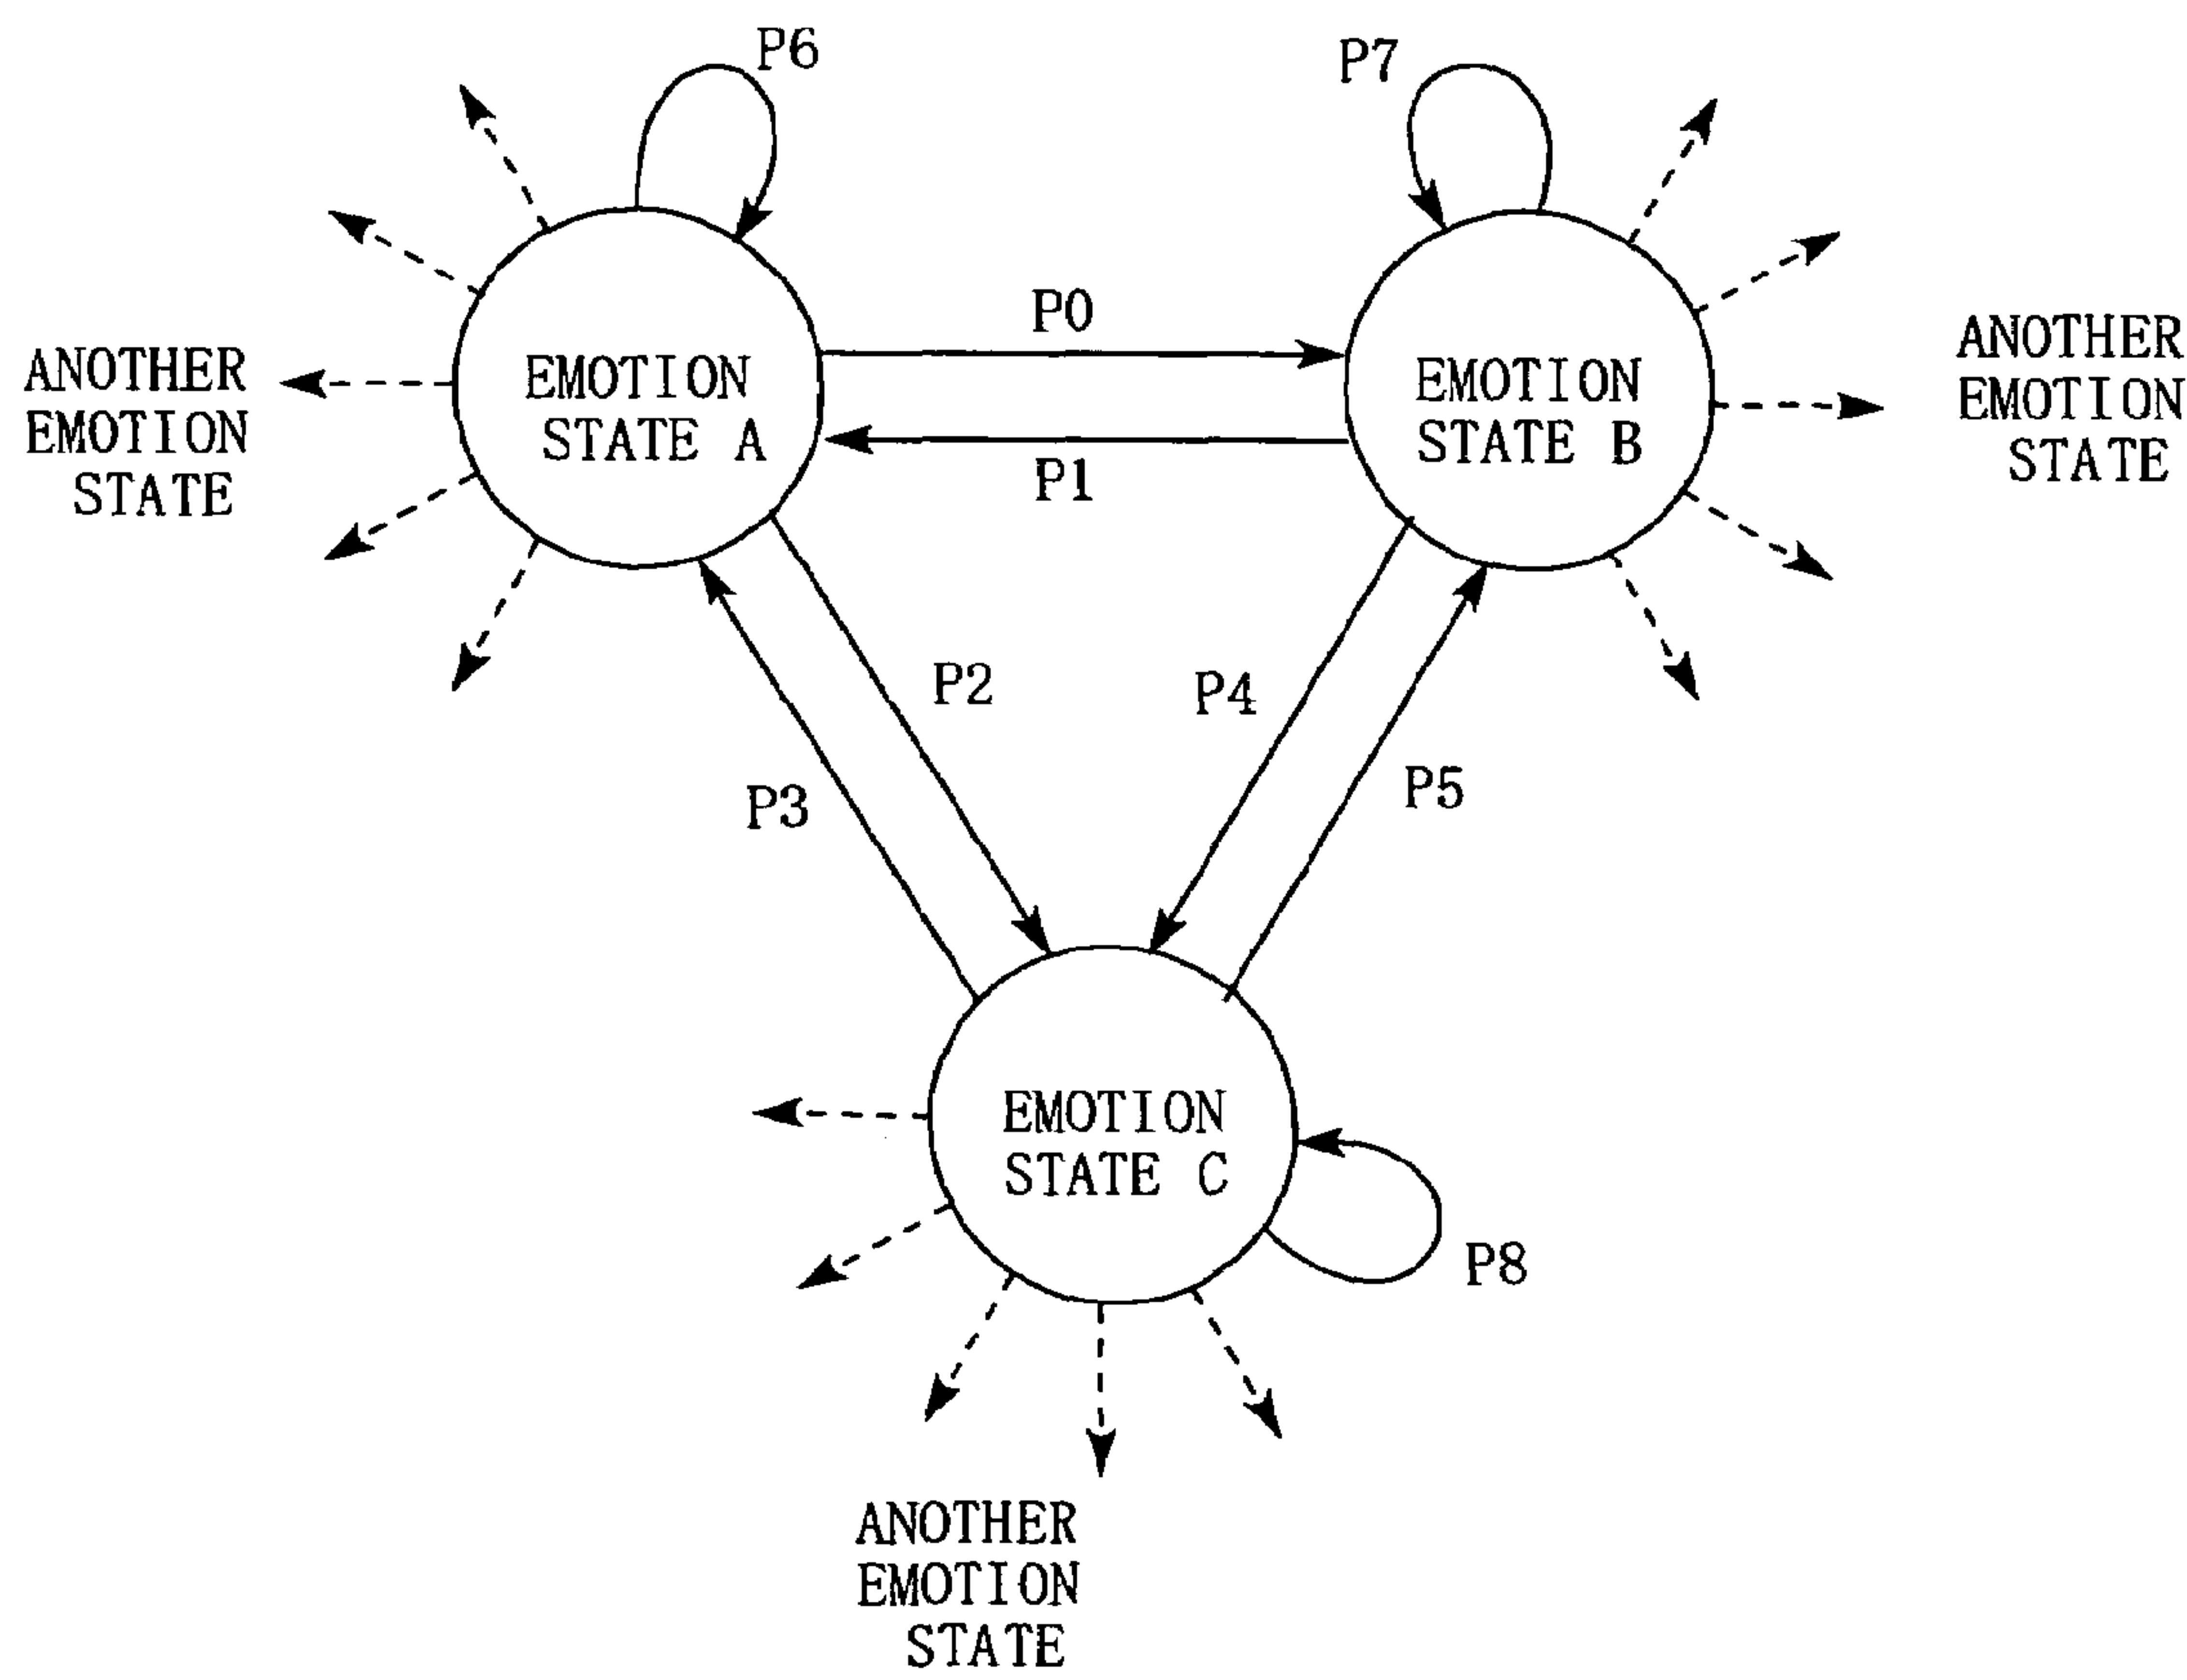 P6
P7
P0
ANOTHER
EMOTION
STATE
EMOTION
STATE A
EMOTION
STATE B
ANOTHER
EMOTION
STATE
P1
P2
P4
P3
P5
EMOTION
STATE C
P8
ANOTHER
EMOTION
STATE